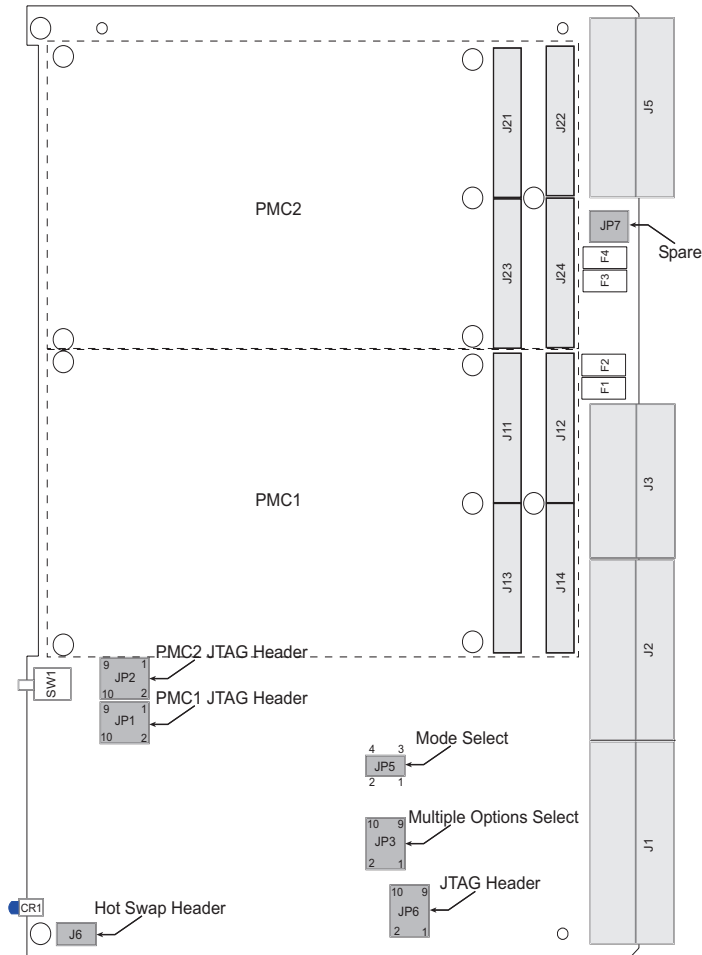 J21
J22
J5
PMC2
JP7
Spare
F4
F3
J23
J24
F2
F1
J11
J12
J3
PMC1
J13
J14
J2
PMC2 JTAG Header
9 1
JP2
10 2
SW1
PMC1 JTAG Header
9 1
JP1
10 2
Mode Select
4 3
JP5
2 1
Multiple Options Select
10 9
JP3
2 1
J1
JTAG Header
10 9
JP6
2 1
CR1
Hot Swap Header
J6